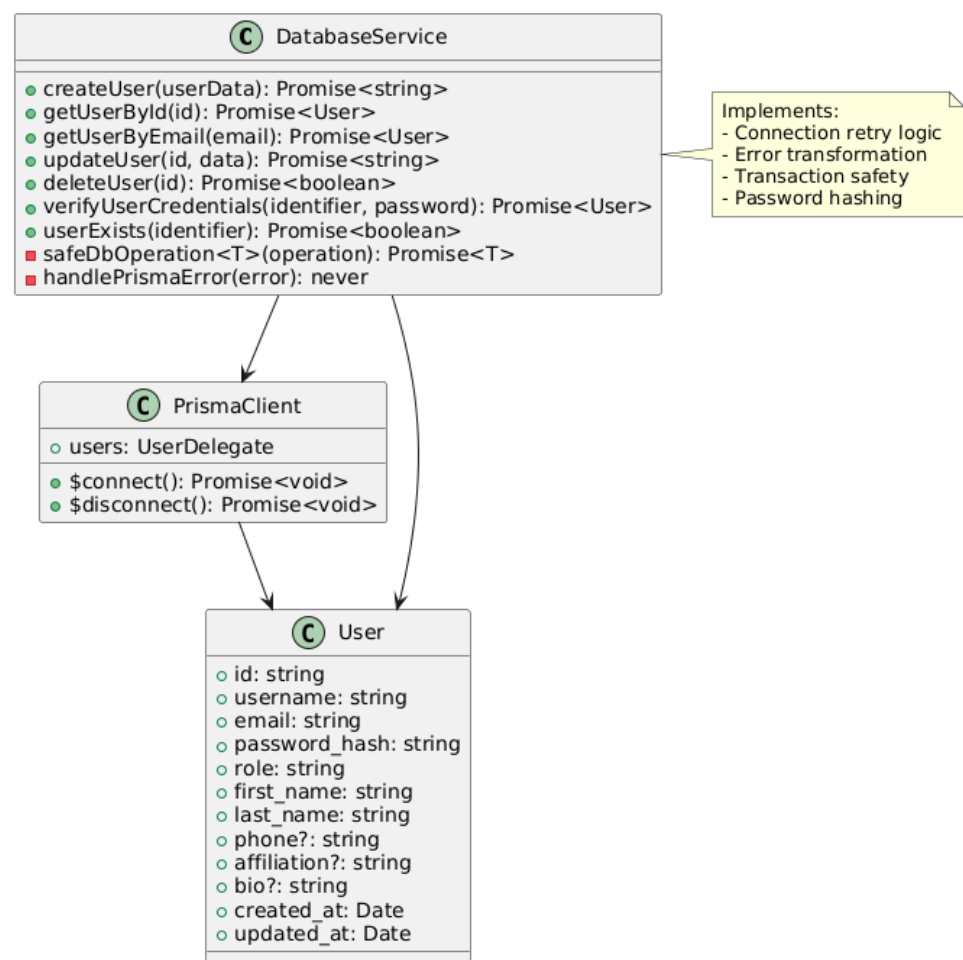 C DatabaseService
createUser(userData): Promise<string>
getUserById(id): Promise<User>
getUserByEmail(email): Promise<User>
updateUser(id, data): Promise<string>
deleteUser(id): Promise<boolean>
verifyUserCredentials(identifier, password): Promise<User>
userExists(identifier): Promise<boolean>
safeDbOperation<T>(operation): Promise<T>
handlePrismaError(error): never
Implements:
- Connection retry logic
- Error transformation
- Transaction safety
- Password hashing
C PrismaClient
users: UserDelegate
$connect(): Promise<void>
$disconnect(): Promise<void>
C User
id: string
username: string
email: string
password_hash: string
role: string
first_name: string
last_name: string
phone?: string
affiliation?: string
bio?: string
created_at: Date
updated_at: Date